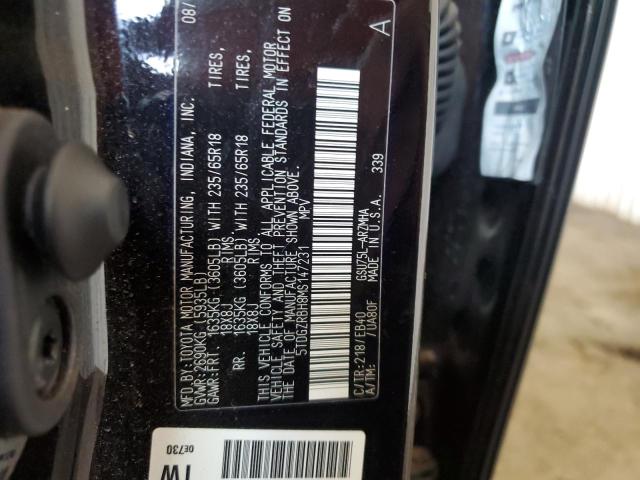 MFD. BY: TOYOTA MOTOR MANUFACTURING, INDIANA, INC. 08/
GVWR: 2690KG (5935LB)
GAWR: FRT. 1635KG (3605LB) WITH 235/65R18 TIRES,
18X8J RIMS
RR. 1635KG (3605LB) WITH 235/65R18 TIRES,
18X8J RIMS
THIS VEHICLE CONFORMS TO ALL APPLICABLE FEDERAL MOTOR
VEHICLE SAFETY AND THEFT PREVENTION STANDARDS IN EFFECT ON
THE DATE OF MANUFACTURE SHOWN ABOVE.
5TDGZRBH8MS147231 MPV
C/TR: 218/EB40 GSU75L-ARZMHA A
A/TM: /UA80F MADE IN U.S.A. 339
0E730
TW